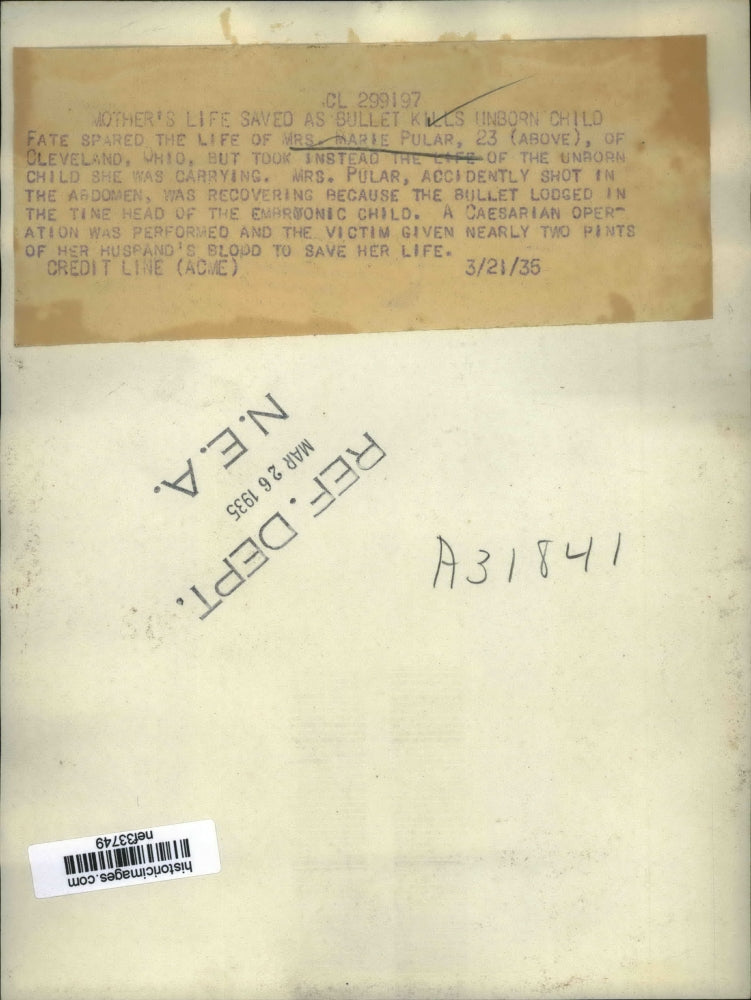 CL 299197
MOTHER'S LIFE SAVED AS BULLET KILLS UNBORN CHILD
FATE SPARED THE LIFE OF MRS. MARIE PULAR, 23 (ABOVE), OF
CLEVELAND, OHIO, BUT TOOK INSTEAD THE LIFE OF THE UNBORN
CHILD SHE WAS CARRYING. MRS. PULAR, ACCIDENTLY SHOT IN
THE ABDOMEN, WAS RECOVERING BECAUSE THE BULLET LODGED IN
THE TINE HEAD OF THE EMBRYONIC CHILD. A CAESARIAN OPER-
ATION WAS PERFORMED AND THE VICTIM GIVEN NEARLY TWO PINTS
OF HER HUSBAND'S BLOOD TO SAVE HER LIFE.
CREDIT LINE (ACME) 3/21/35
N.E.A.
MAR 26 1935
REF. DEPT.
A31841
historicimages.com
nef33749